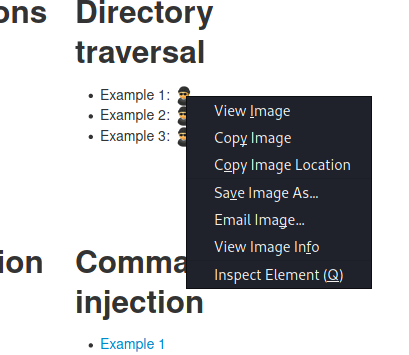 ons
Directory
traversal
• Example 1:
• Example 2:
• Example 3:
View Image
Copy Image
Copy Image Location
Save Image As...
Email Image...
View Image Info
Inspect Element (Q)
ion
Comma
injection
• Example 1